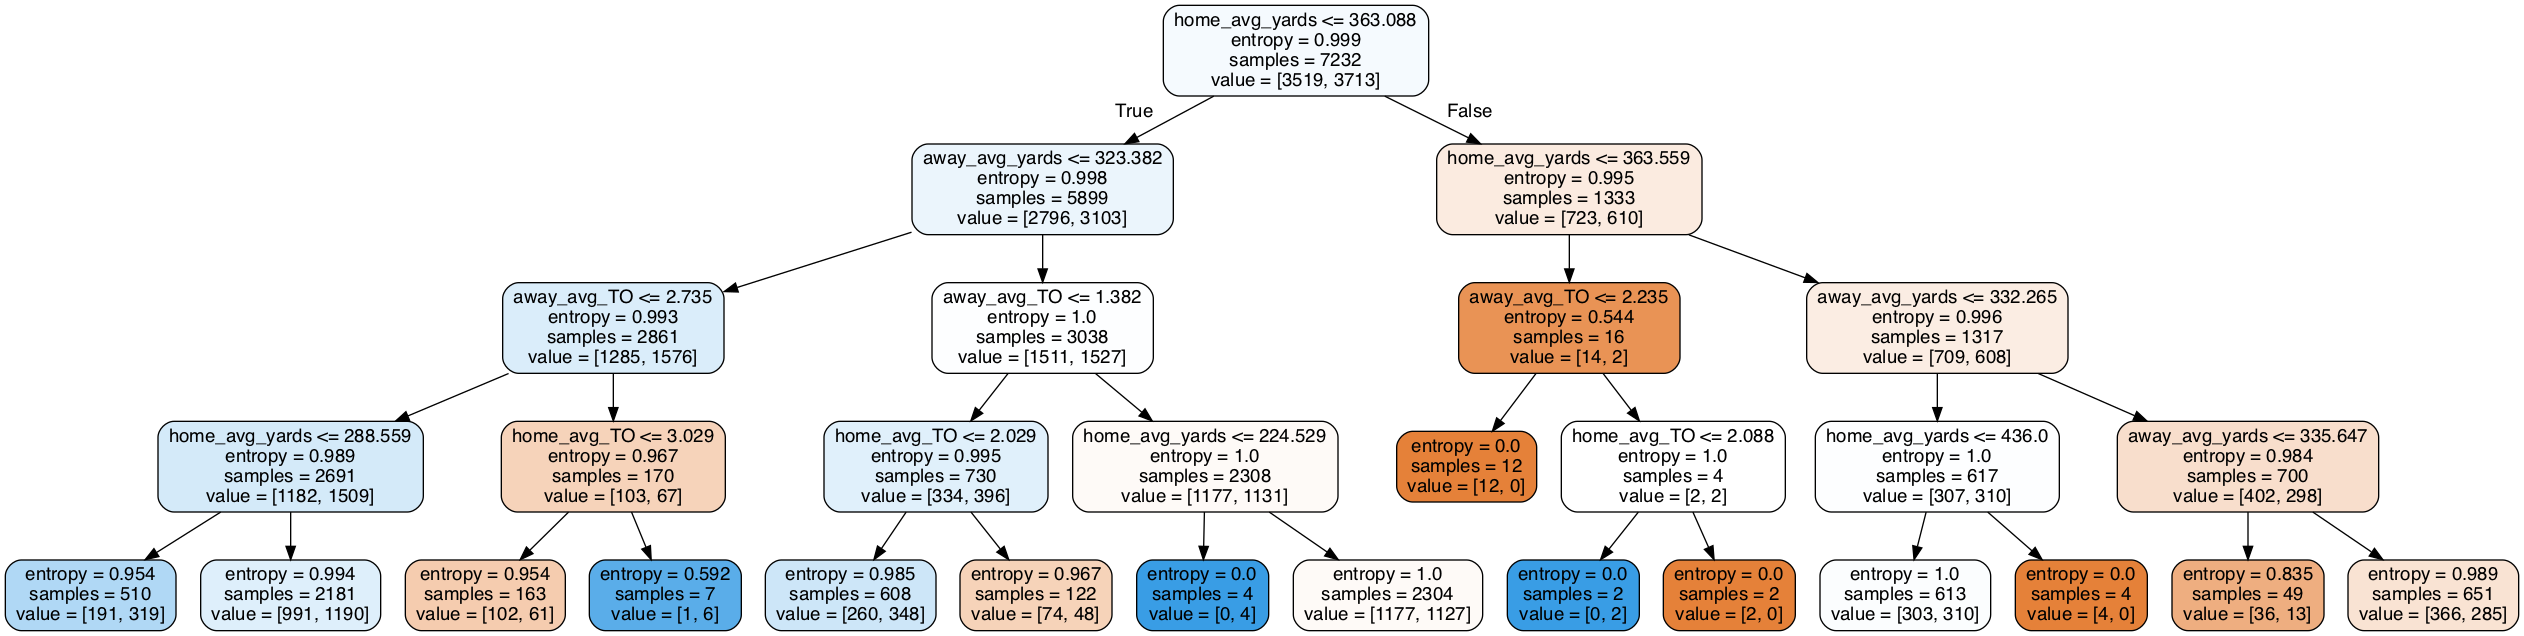 home_avg_yards <= 363.088
entropy = 0.999
samples = 7232
value = [3519, 3713]
True
False
away_avg_yards <= 323.382
entropy = 0.998
samples = 5899
value = [2796, 3103]
home_avg_yards <= 363.559
entropy = 0.995
samples = 1333
value = [723, 610]
away_avg_TO <= 2.735
entropy = 0.993
samples = 2861
value = [1285, 1576]
away_avg_TO <= 1.382
entropy = 1.0
samples = 3038
value = [1511, 1527]
away_avg_TO <= 2.235
entropy = 0.544
samples = 16
value = [14, 2]
away_avg_yards <= 332.265
entropy = 0.996
samples = 1317
value = [709, 608]
home_avg_yards <= 288.559
entropy = 0.989
samples = 2691
value = [1182, 1509]
home_avg_TO <= 3.029
entropy = 0.967
samples = 170
value = [103, 67]
home_avg_TO <= 2.029
entropy = 0.995
samples = 730
value = [334, 396]
home_avg_yards <= 224.529
entropy = 1.0
samples = 2308
value = [1177, 1131]
entropy = 0.0
samples = 12
value = [12, 0]
home_avg_TO <= 2.088
entropy = 1.0
samples = 4
value = [2, 2]
home_avg_yards <= 436.0
entropy = 1.0
samples = 617
value = [307, 310]
away_avg_yards <= 335.647
entropy = 0.984
samples = 700
value = [402, 298]
entropy = 0.954
samples = 510
value = [191, 319]
entropy = 0.994
samples = 2181
value = [991, 1190]
entropy = 0.954
samples = 163
value = [102, 61]
entropy = 0.592
samples = 7
value = [1, 6]
entropy = 0.985
samples = 608
value = [260, 348]
entropy = 0.967
samples = 122
value = [74, 48]
entropy = 0.0
samples = 4
value = [0, 4]
entropy = 1.0
samples = 2304
value = [1177, 1127]
entropy = 0.0
samples = 2
value = [0, 2]
entropy = 0.0
samples = 2
value = [2, 0]
entropy = 1.0
samples = 613
value = [303, 310]
entropy = 0.0
samples = 4
value = [4, 0]
entropy = 0.835
samples = 49
value = [36, 13]
entropy = 0.989
samples = 651
value = [366, 285]